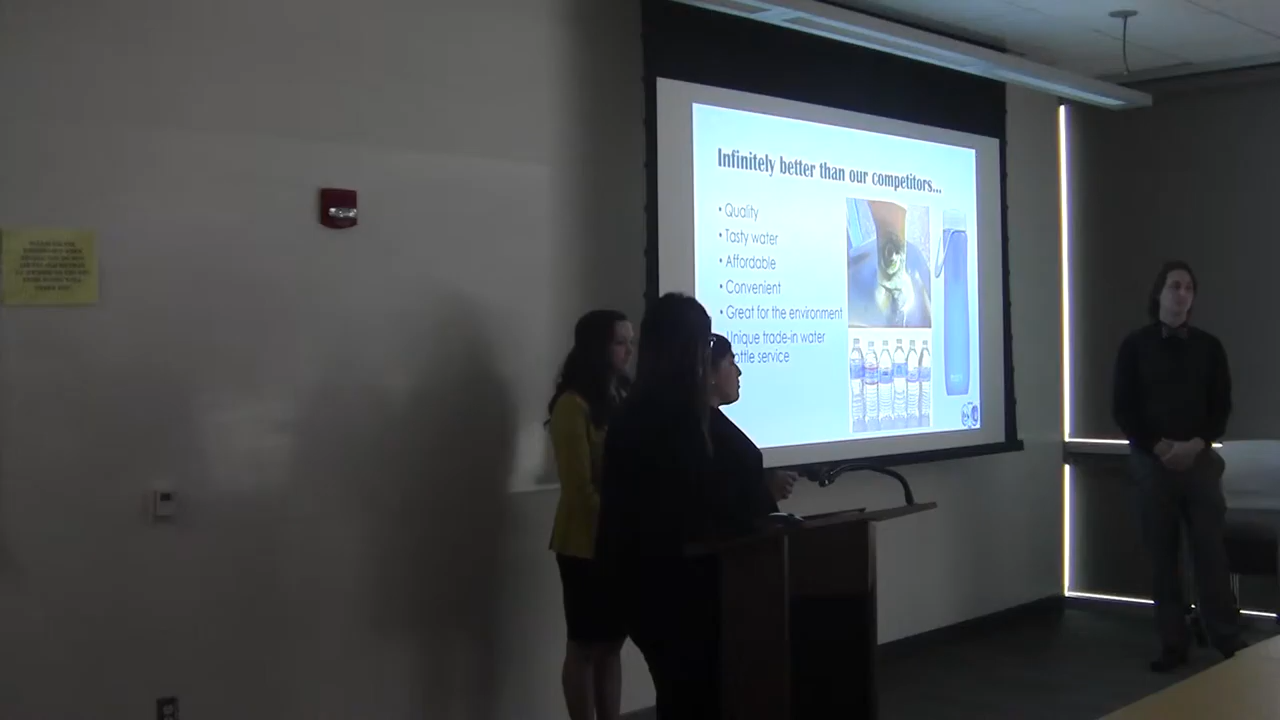 Infinitely better than our competitors...
• Quality
• Tasty water
• Affordable
• Convenient
• Great for the environment
Unique trade-in water
ottle service